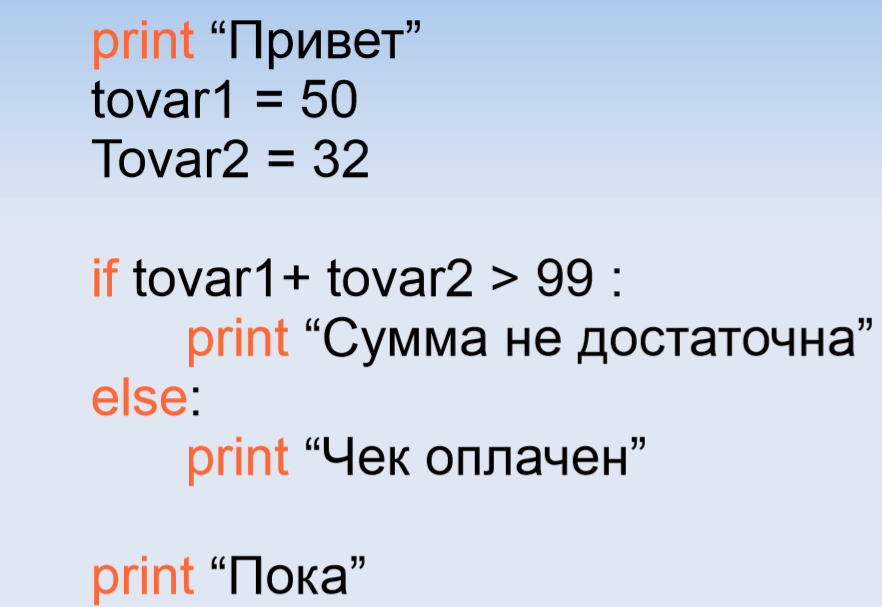 print “Привет”
tovar1 = 50
Tovar2 = 32
if tovar1+ tovar2 > 99 :
print “Сумма не достаточна”
else:
print “Чек оплачен”
print “Пока”